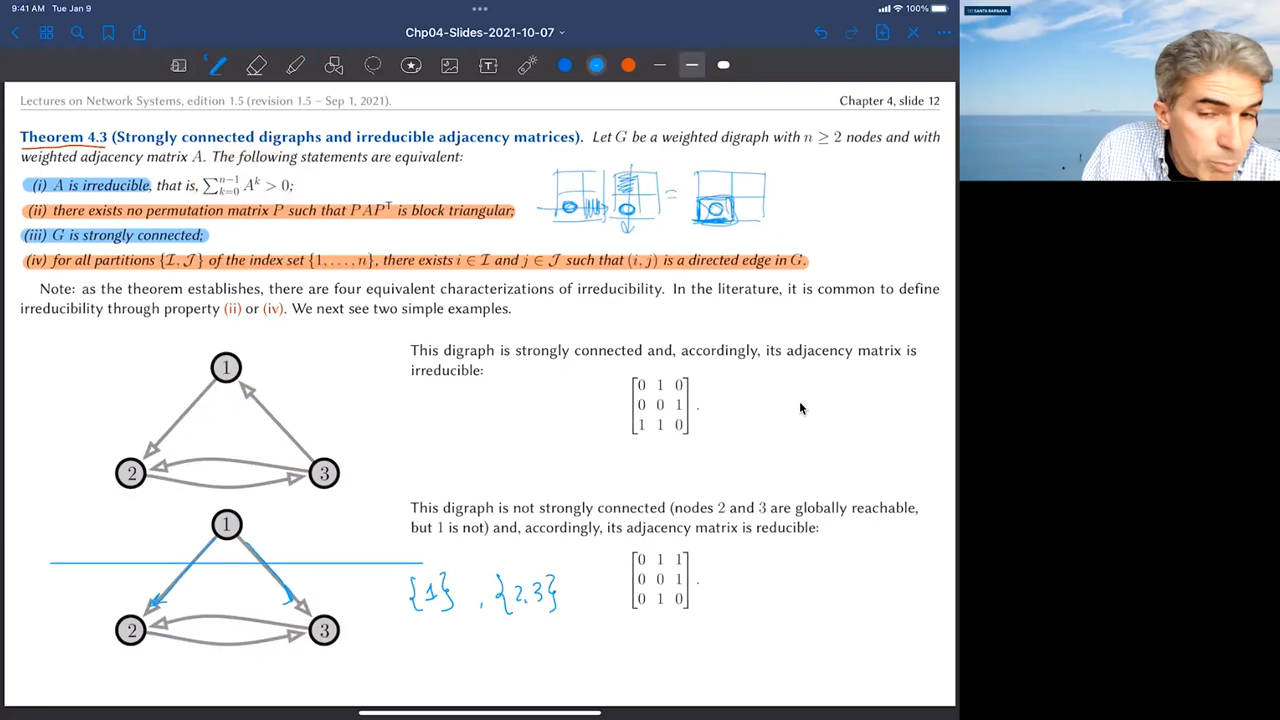 9:41 AM Tue Jan 9
100%
Chp04-Slides-2021-10-07
SANTA BARBARA
Lectures on Network Systems, edition 1.5 (revision 1.5 – Sep 1, 2021).
Chapter 4, slide 12
Theorem 4.3 (Strongly connected digraphs and irreducible adjacency matrices). Let G be a weighted digraph with n ≥ 2 nodes and with
weighted adjacency matrix A. The following statements are equivalent:
(i) A is irreducible, that is, ∑_{k=0}^{n−1} A^k > 0;
(ii) there exists no permutation matrix P such that PAP^⊤ is block triangular;
(iii) G is strongly connected;
(iv) for all partitions {I, J} of the index set {1, . . . , n}, there exists i ∈ I and j ∈ J such that (i, j) is a directed edge in G.
=
Note: as the theorem establishes, there are four equivalent characterizations of irreducibility. In the literature, it is common to define
irreducibility through property (ii) or (iv). We next see two simple examples.
1
2
3
This digraph is strongly connected and, accordingly, its adjacency matrix is
irreducible:
0 1 0
0 0 1
1 1 0 .
1
2
3
{1} , {2,3}
This digraph is not strongly connected (nodes 2 and 3 are globally reachable,
but 1 is not) and, accordingly, its adjacency matrix is reducible:
0 1 1
0 0 1
0 1 0 .